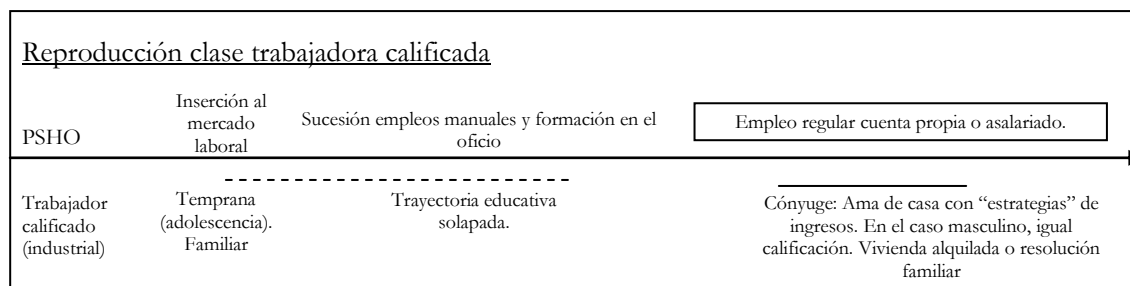 Reproducción clase trabajadora calificada
PSHO
Inserción al
mercado
laboral
Sucesión empleos manuales y formación en el
oficio
Empleo regular cuenta propia o asalariado.
Trabajador
calificado
(industrial)
Temprana
(adolescencia).
Familiar
Trayectoria educativa
solapada.
Cónyuge: Ama de casa con “estrategias” de
ingresos. En el caso masculino, igual
calificación. Vivienda alquilada o resolución
familiar